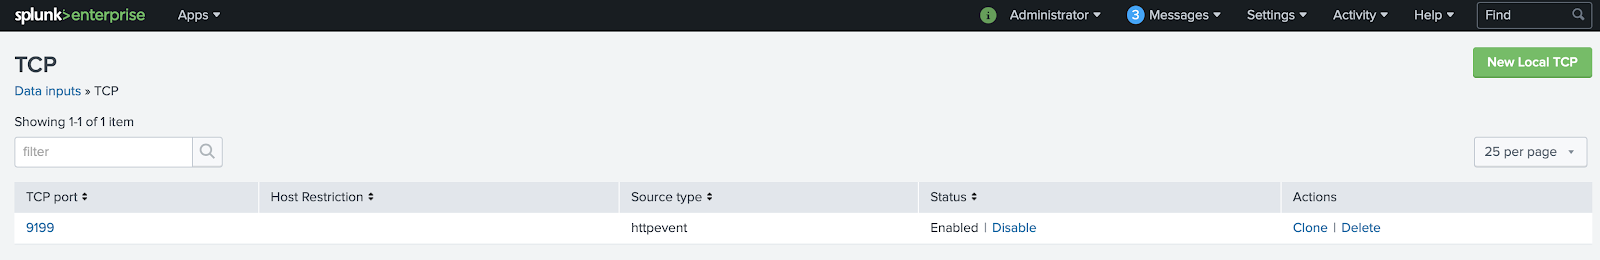 splunk>enterprise Apps Administrator 3 Messages Settings Activity Help Find
TCP New Local TCP
Data inputs » TCP
Showing 1-1 of 1 item
filter 25 per page
TCP port Host Restriction Source type Status Actions
9199 httpevent Enabled | Disable Clone | Delete